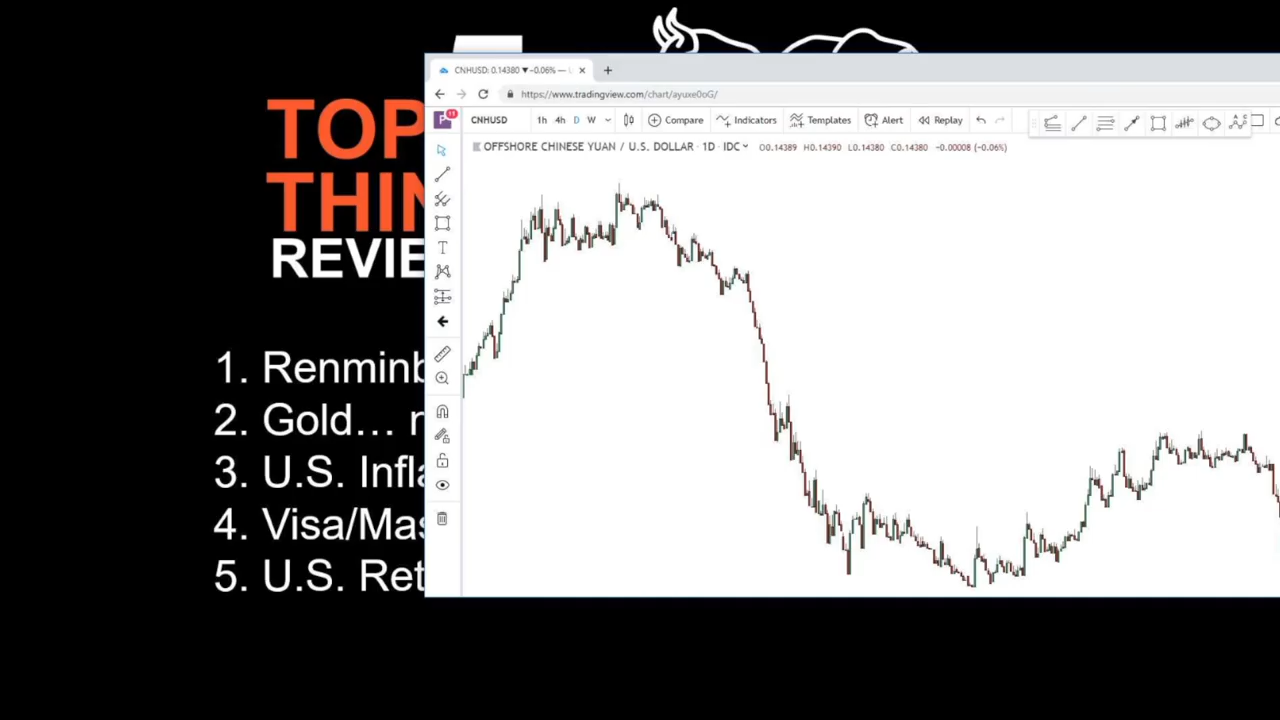 TOP
THIN
REVIE
1. Renminb
2. Gold… r
3. U.S. Infla
4. Visa/Mas
5. U.S. Ret
CNHUSD: 0.14380 ▼−0.06% —
https://www.tradingview.com/chart/ayuxe0oG/
11
CNHUSD 1h 4h D W Compare Indicators Templates Alert Replay
OFFSHORE CHINESE YUAN / U.S. DOLLAR · 1D · IDC O0.14389 H0.14390 L0.14380 C0.14380 −0.00008 (−0.06%)
T